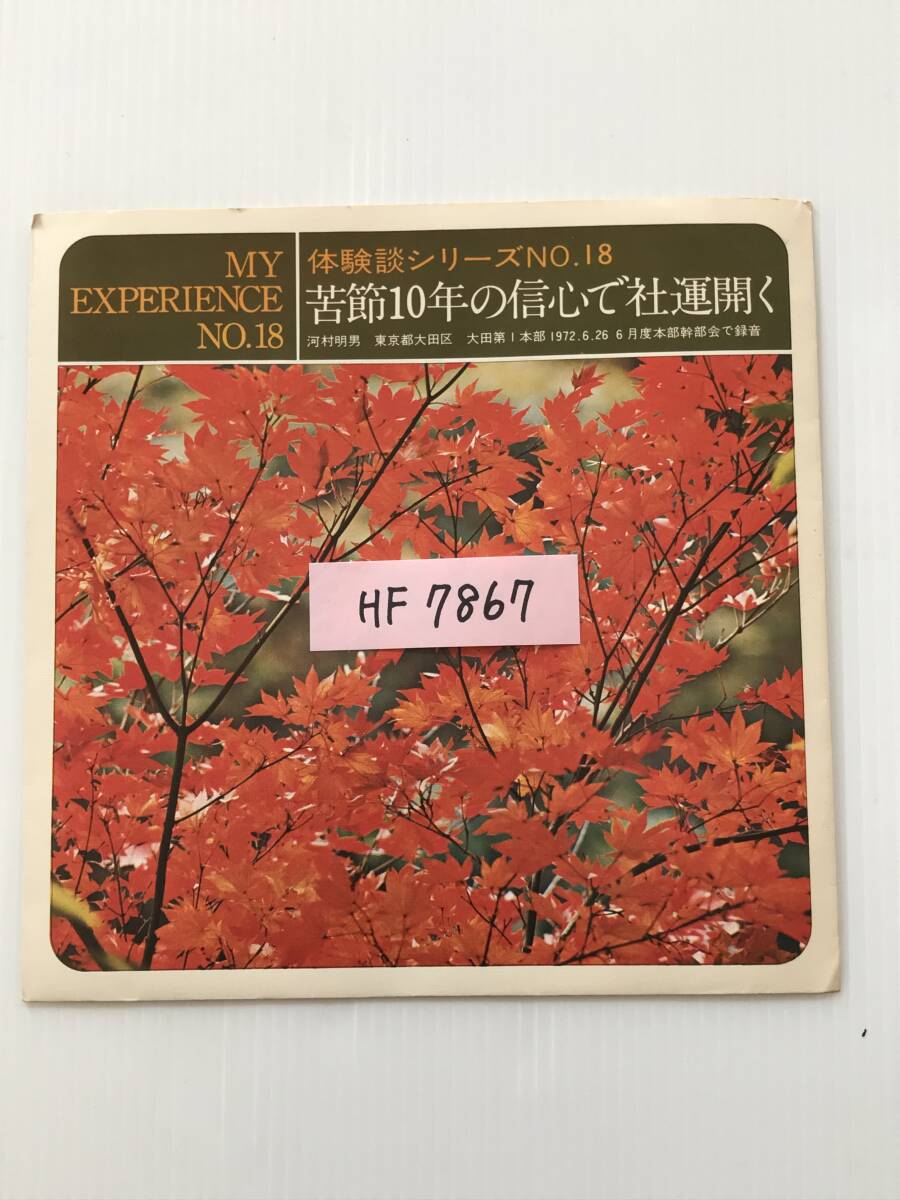 MY
EXPERIENCE
NO.18
体験談シリーズNO.18
苦節10年の信心で社運開く
河村明男 東京都大田区 大田第1本部 1972.6.26 6月度本部幹部会で録音
HF 7867